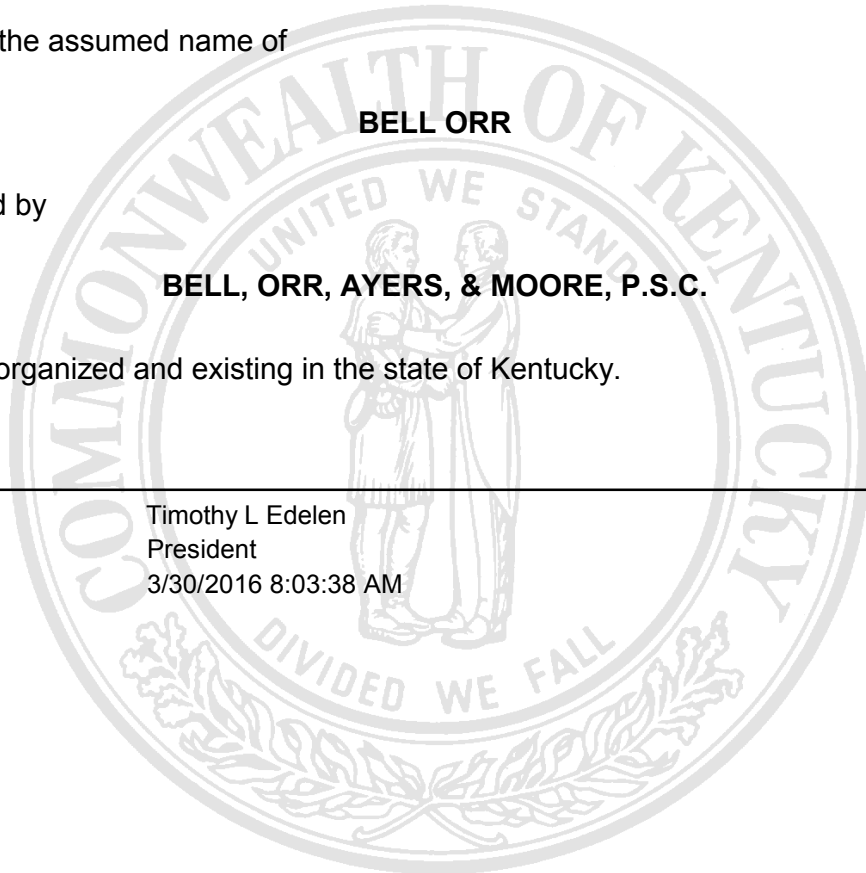 the assumed name of
BELL ORR
d by
BELL, ORR, AYERS, & MOORE, P.S.C.
organized and existing in the state of Kentucky.
Timothy L Edelen
President
3/30/2016 8:03:38 AM
COMMONWEALTH OF KENTUCKY
UNITED WE STAND
DIVIDED WE FALL